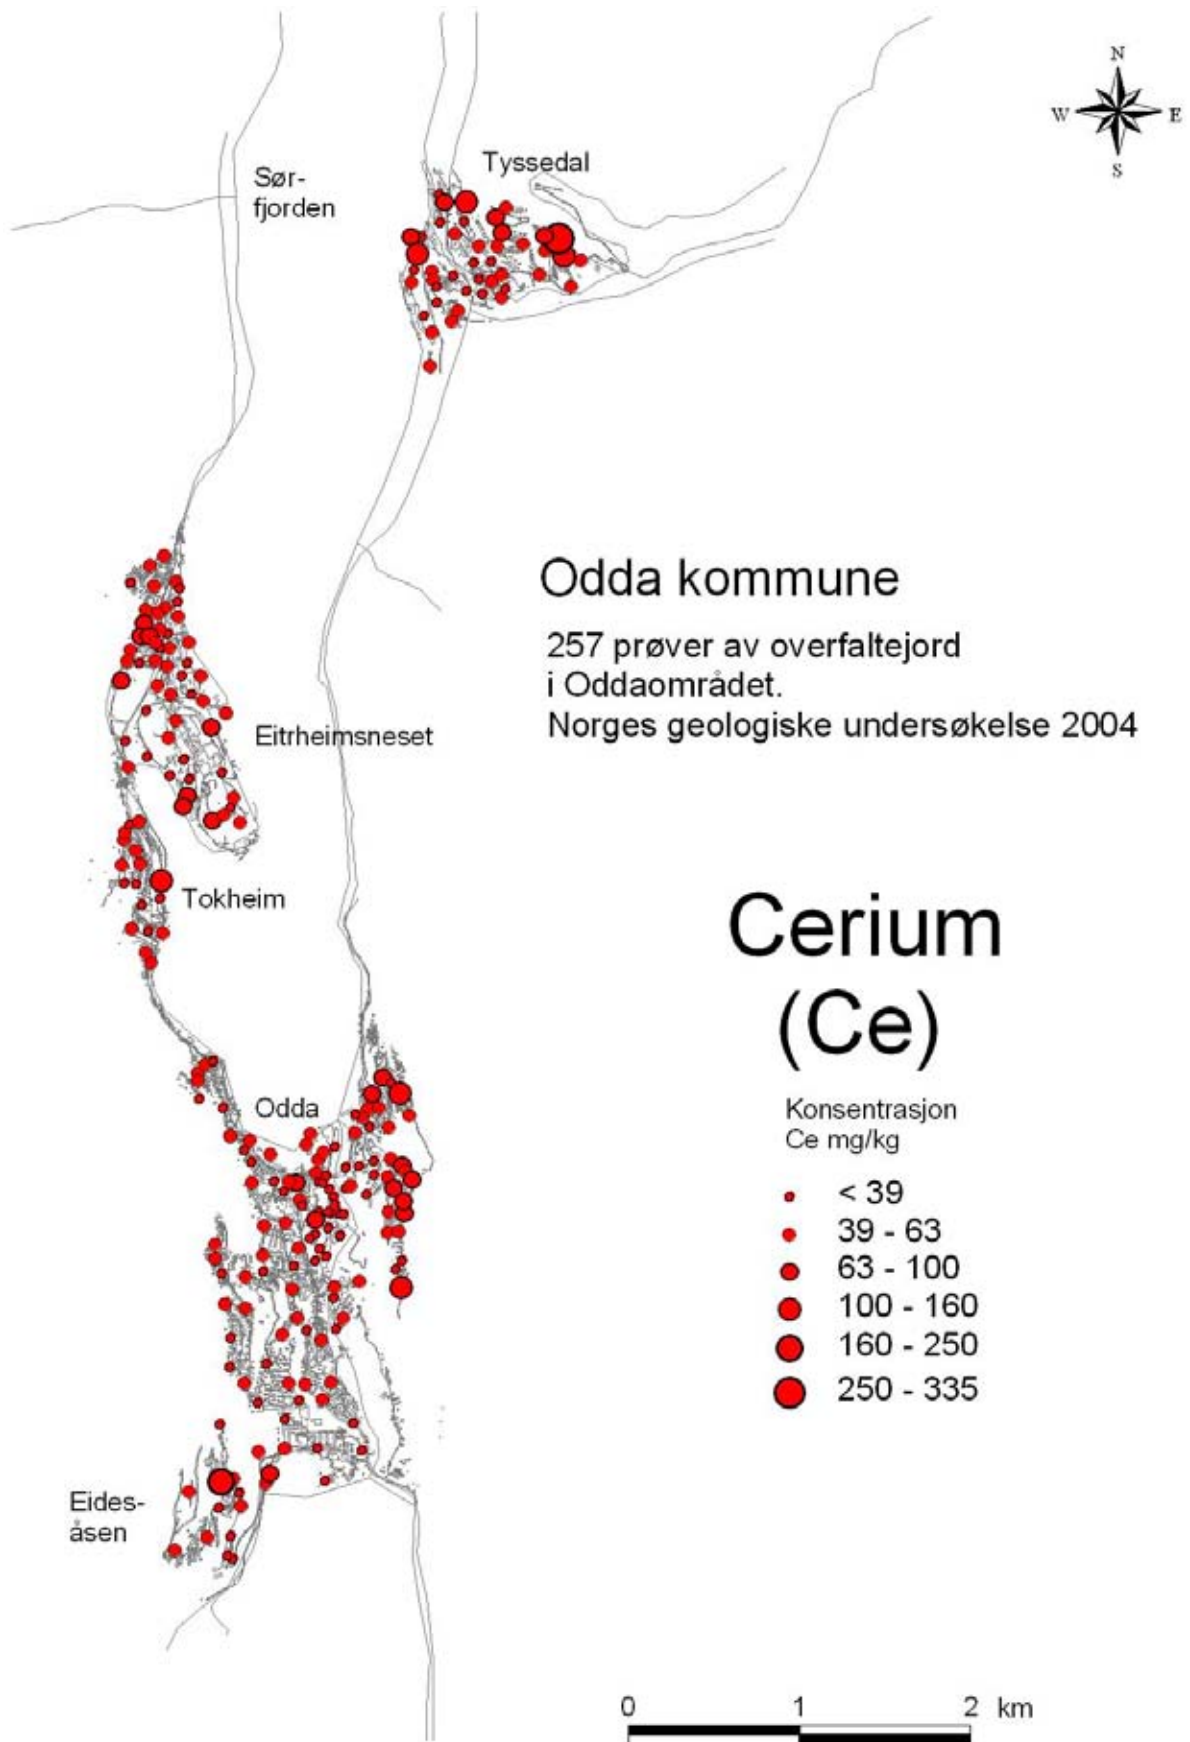 N
W E
S
Tyssedal
Sør-
fjorden
Odda kommune
257 prøver av overfaltejord
i Oddaområdet.
Norges geologiske undersøkelse 2004
Eitrheimsneset
Tokheim
Cerium
(Ce)
Odda
Konsentrasjon
Ce mg/kg
< 39
39 - 63
63 - 100
100 - 160
160 - 250
250 - 335
Eides-
åsen
0 1 2 km